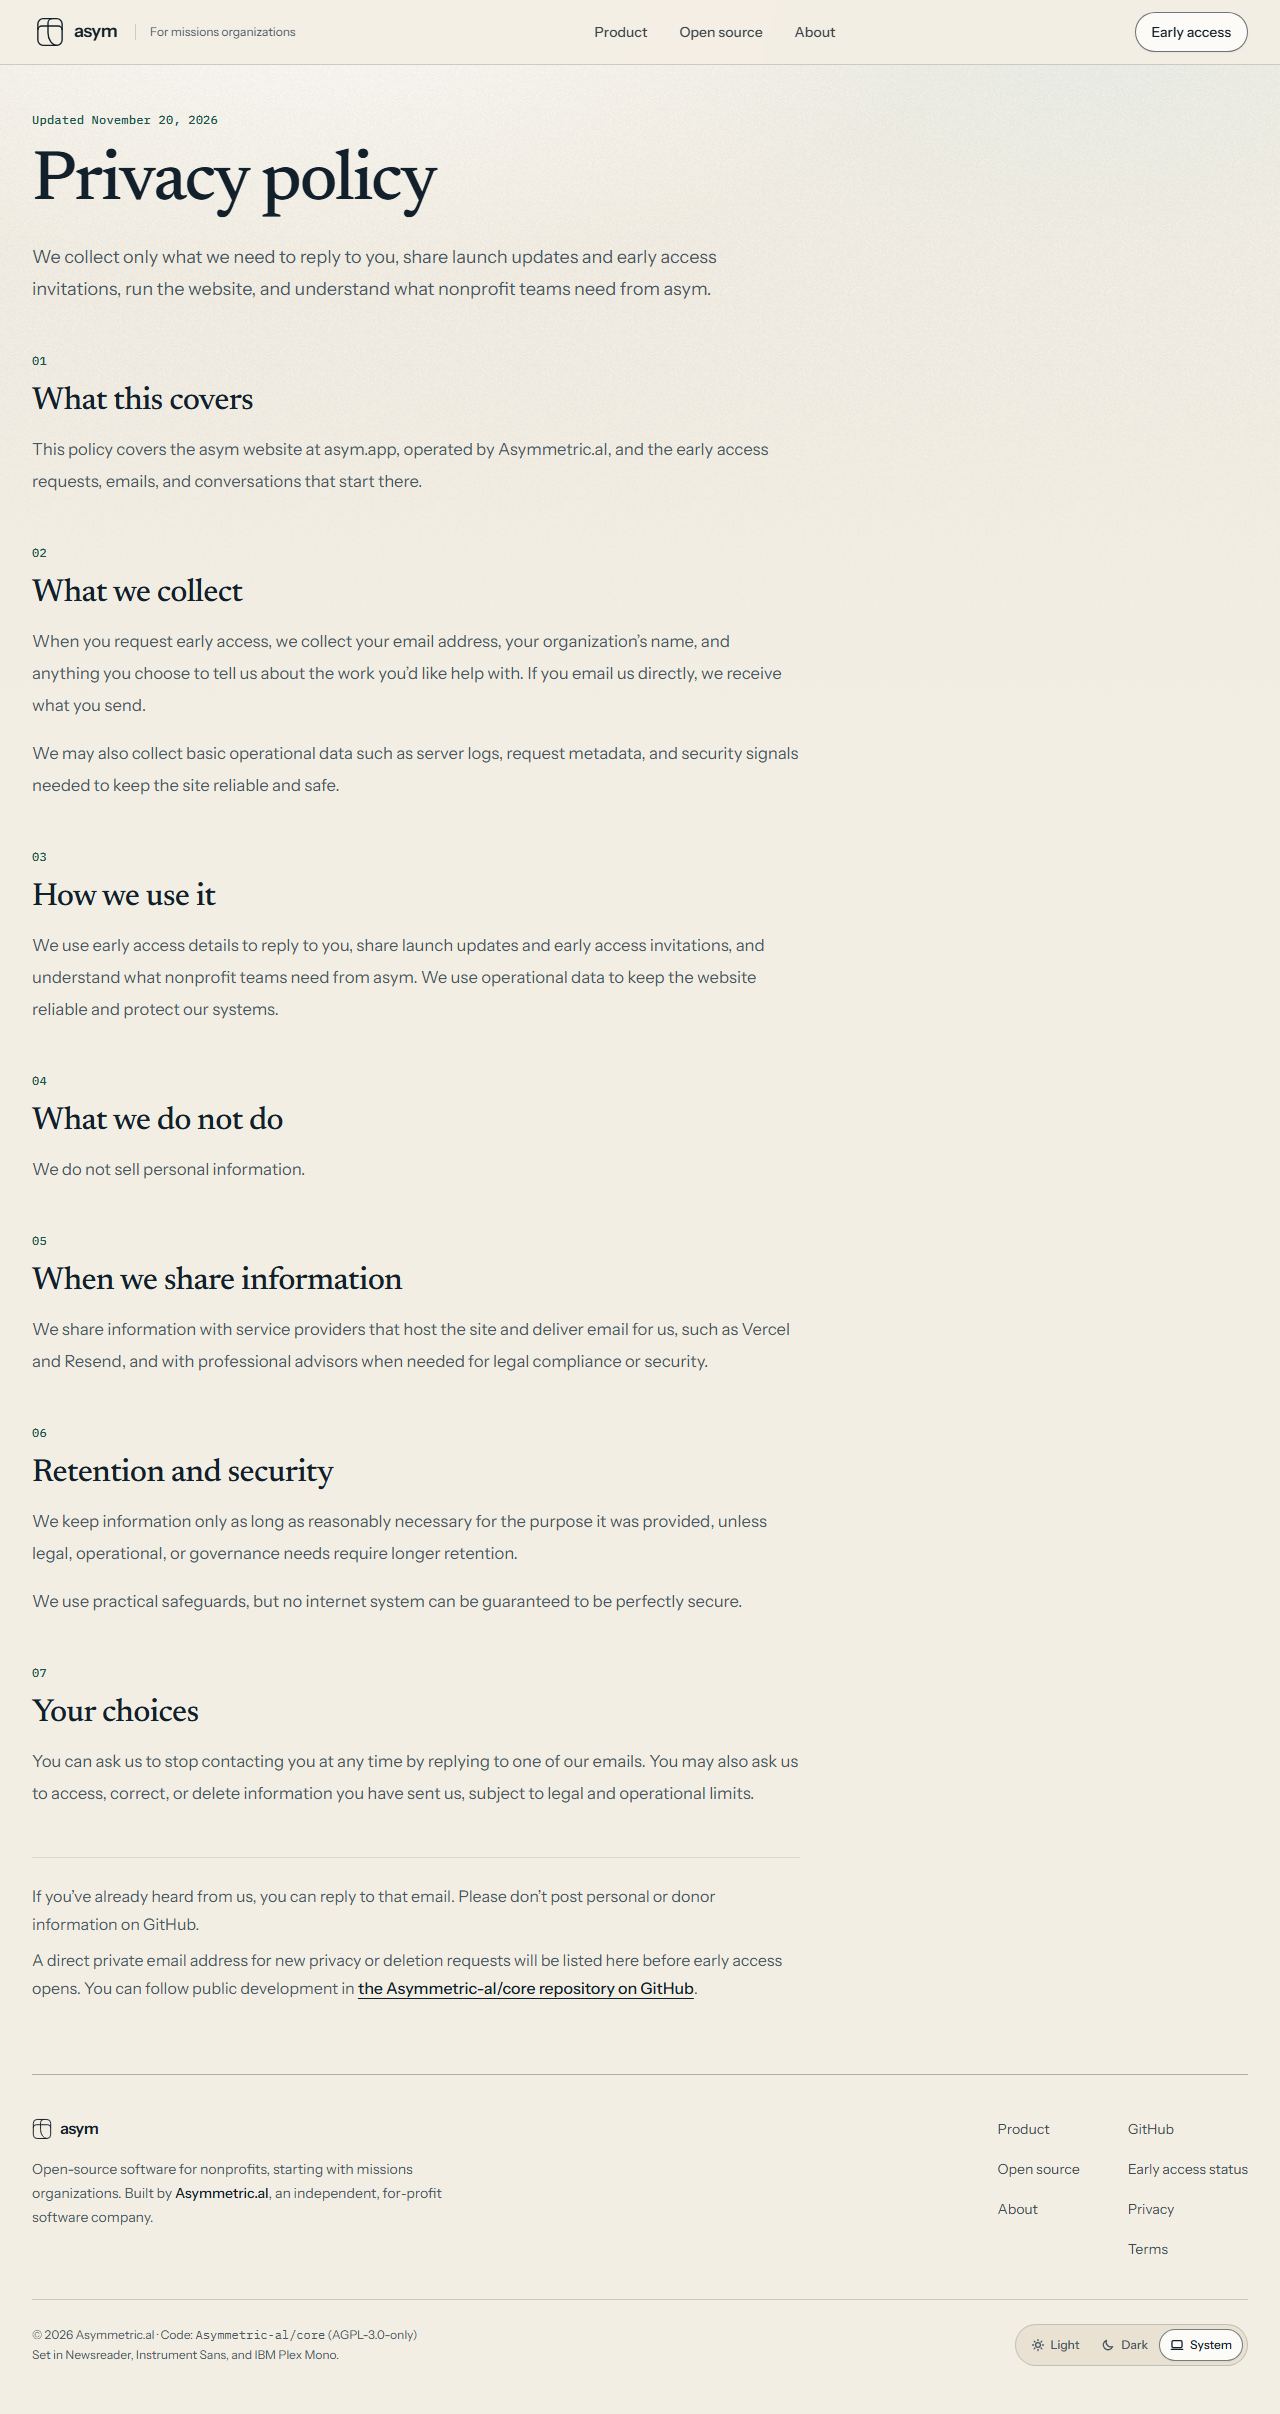 asym
For missions organizations
Product
Open source
About
Early access
Updated November 20, 2026
Privacy policy
We collect only what we need to reply to you, share launch updates and early access
invitations, run the website, and understand what nonprofit teams need from asym.
01
What this covers
This policy covers the asym website at asym.app, operated by Asymmetric.al, and the early access
requests, emails, and conversations that start there.
02
What we collect
When you request early access, we collect your email address, your organization’s name, and
anything you choose to tell us about the work you’d like help with. If you email us directly, we receive
what you send.
We may also collect basic operational data such as server logs, request metadata, and security signals
needed to keep the site reliable and safe.
03
How we use it
We use early access details to reply to you, share launch updates and early access invitations, and
understand what nonprofit teams need from asym. We use operational data to keep the website
reliable and protect our systems.
04
What we do not do
We do not sell personal information.
05
When we share information
We share information with service providers that host the site and deliver email for us, such as Vercel
and Resend, and with professional advisors when needed for legal compliance or security.
06
Retention and security
We keep information only as long as reasonably necessary for the purpose it was provided, unless
legal, operational, or governance needs require longer retention.
We use practical safeguards, but no internet system can be guaranteed to be perfectly secure.
07
Your choices
You can ask us to stop contacting you at any time by replying to one of our emails. You may also ask us
to access, correct, or delete information you have sent us, subject to legal and operational limits.
If you’ve already heard from us, you can reply to that email. Please don’t post personal or donor
information on GitHub.
A direct private email address for new privacy or deletion requests will be listed here before early access
opens. You can follow public development in the Asymmetric-al/core repository on GitHub.
asym
Open-source software for nonprofits, starting with missions
organizations. Built by Asymmetric.al, an independent, for-profit
software company.
Product
Open source
About
GitHub
Early access status
Privacy
Terms
© 2026 Asymmetric.al · Code: Asymmetric-al/core (AGPL-3.0-only)
Set in Newsreader, Instrument Sans, and IBM Plex Mono.
Light
Dark
System